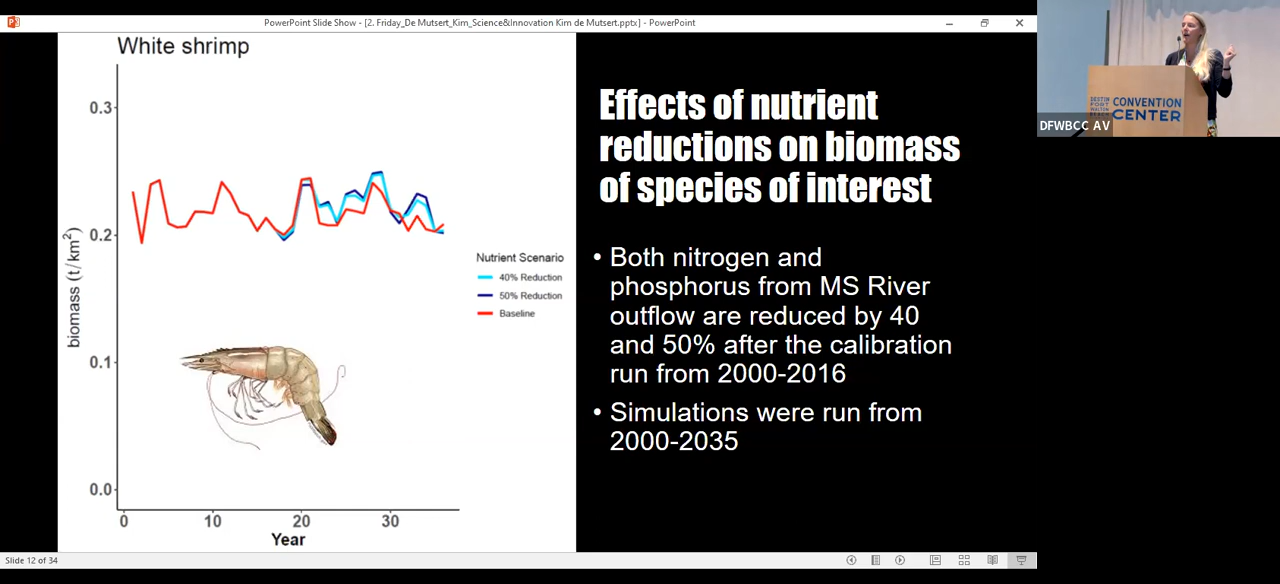 PowerPoint Slide Show - [2. Friday_De Mutsert_Kim_Science&Innovation Kim de Mutsert.pptx] - PowerPoint
White shrimp
0.3
0.2
0.1
0.0
biomass (t/km²)
0 10 20 30
Year
Nutrient Scenario
40% Reduction
50% Reduction
Baseline
Effects of nutrient
reductions on biomass
of species of interest
• Both nitrogen and
phosphorus from MS River
outflow are reduced by 40
and 50% after the calibration
run from 2000-2016
• Simulations were run from
2000-2035
DESTIN
FORT
WALTON
BEACH
CONVENTION
CENTER
DFWBCC AV
Slide 12 of 34